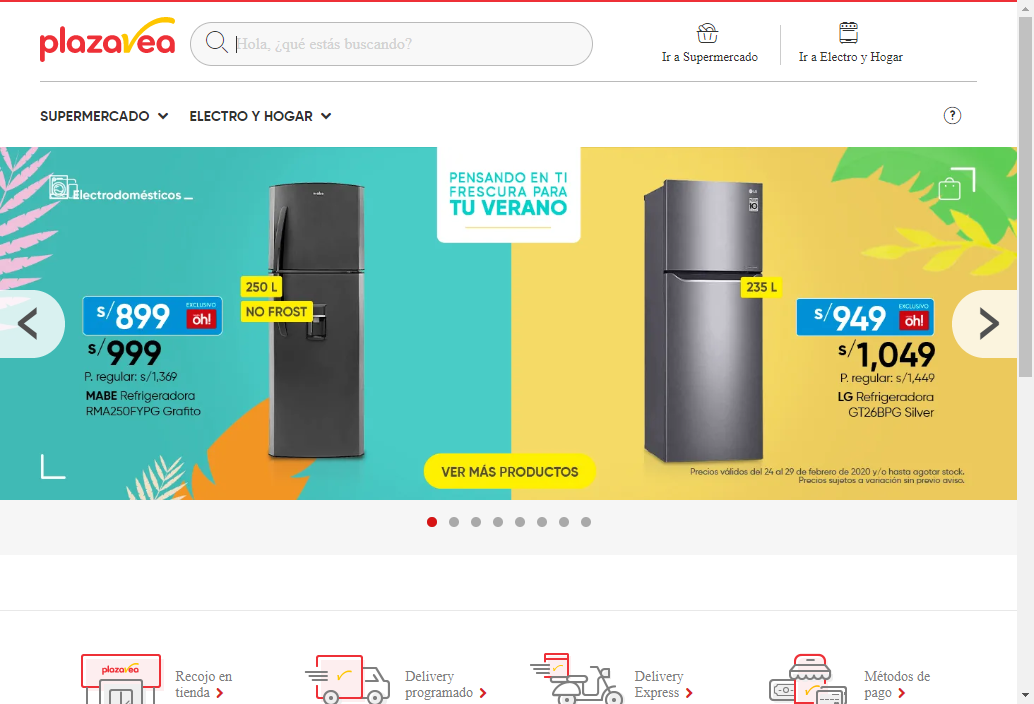 plazavea
Hola, ¿qué estás buscando?
Ir a Supermercado
Ir a Electro y Hogar
SUPERMERCADO
ELECTRO Y HOGAR
?
Electrodomésticos
PENSANDO EN TI
FRESCURA PARA
TU VERANO
mabe
250 L
NO FROST
S/899
EXCLUSIVO
oh!
S/999
P. regular: s/1,369
MABE Refrigeradora
RMA250FYPG Grafito
LG
10
235 L
S/949
EXCLUSIVO
oh!
S/1,049
P. regular: s/1,449
LG Refrigeradora
GT26BPG Silver
VER MÁS PRODUCTOS
Precios válidos del 24 al 29 de febrero de 2020 y/o hasta agotar stock.
Precios sujetos a variación sin previo aviso.
plazavea
Recojo en
tienda
Delivery
programado
Delivery
Express
Métodos de
pago